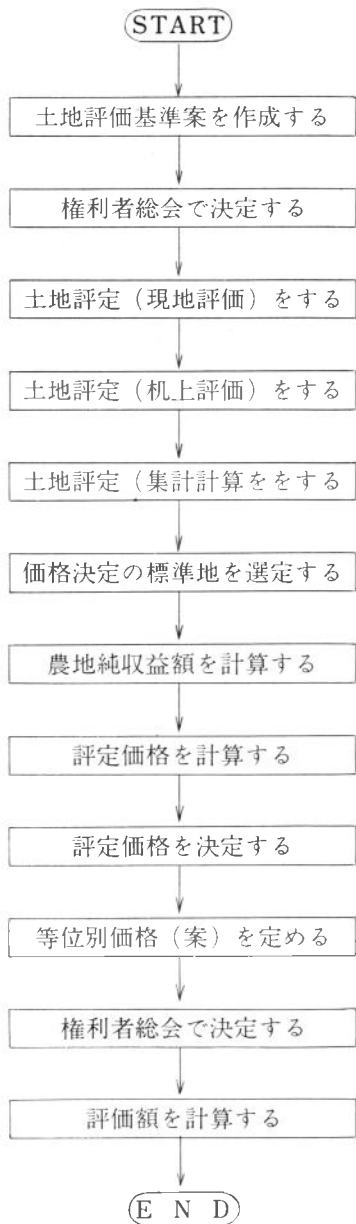 START
土地評価基準案を作成する
権利者総会で決定する
土地評定（現地評価）をする
土地評定（机上評価）をする
土地評定（集計計算ををする
価格決定の標準地を選定する
農地純収益額を計算する
評定価格を計算する
評定価格を決定する
等位別価格（案）を定める
権利者総会で決定する
評価額を計算する
E N D